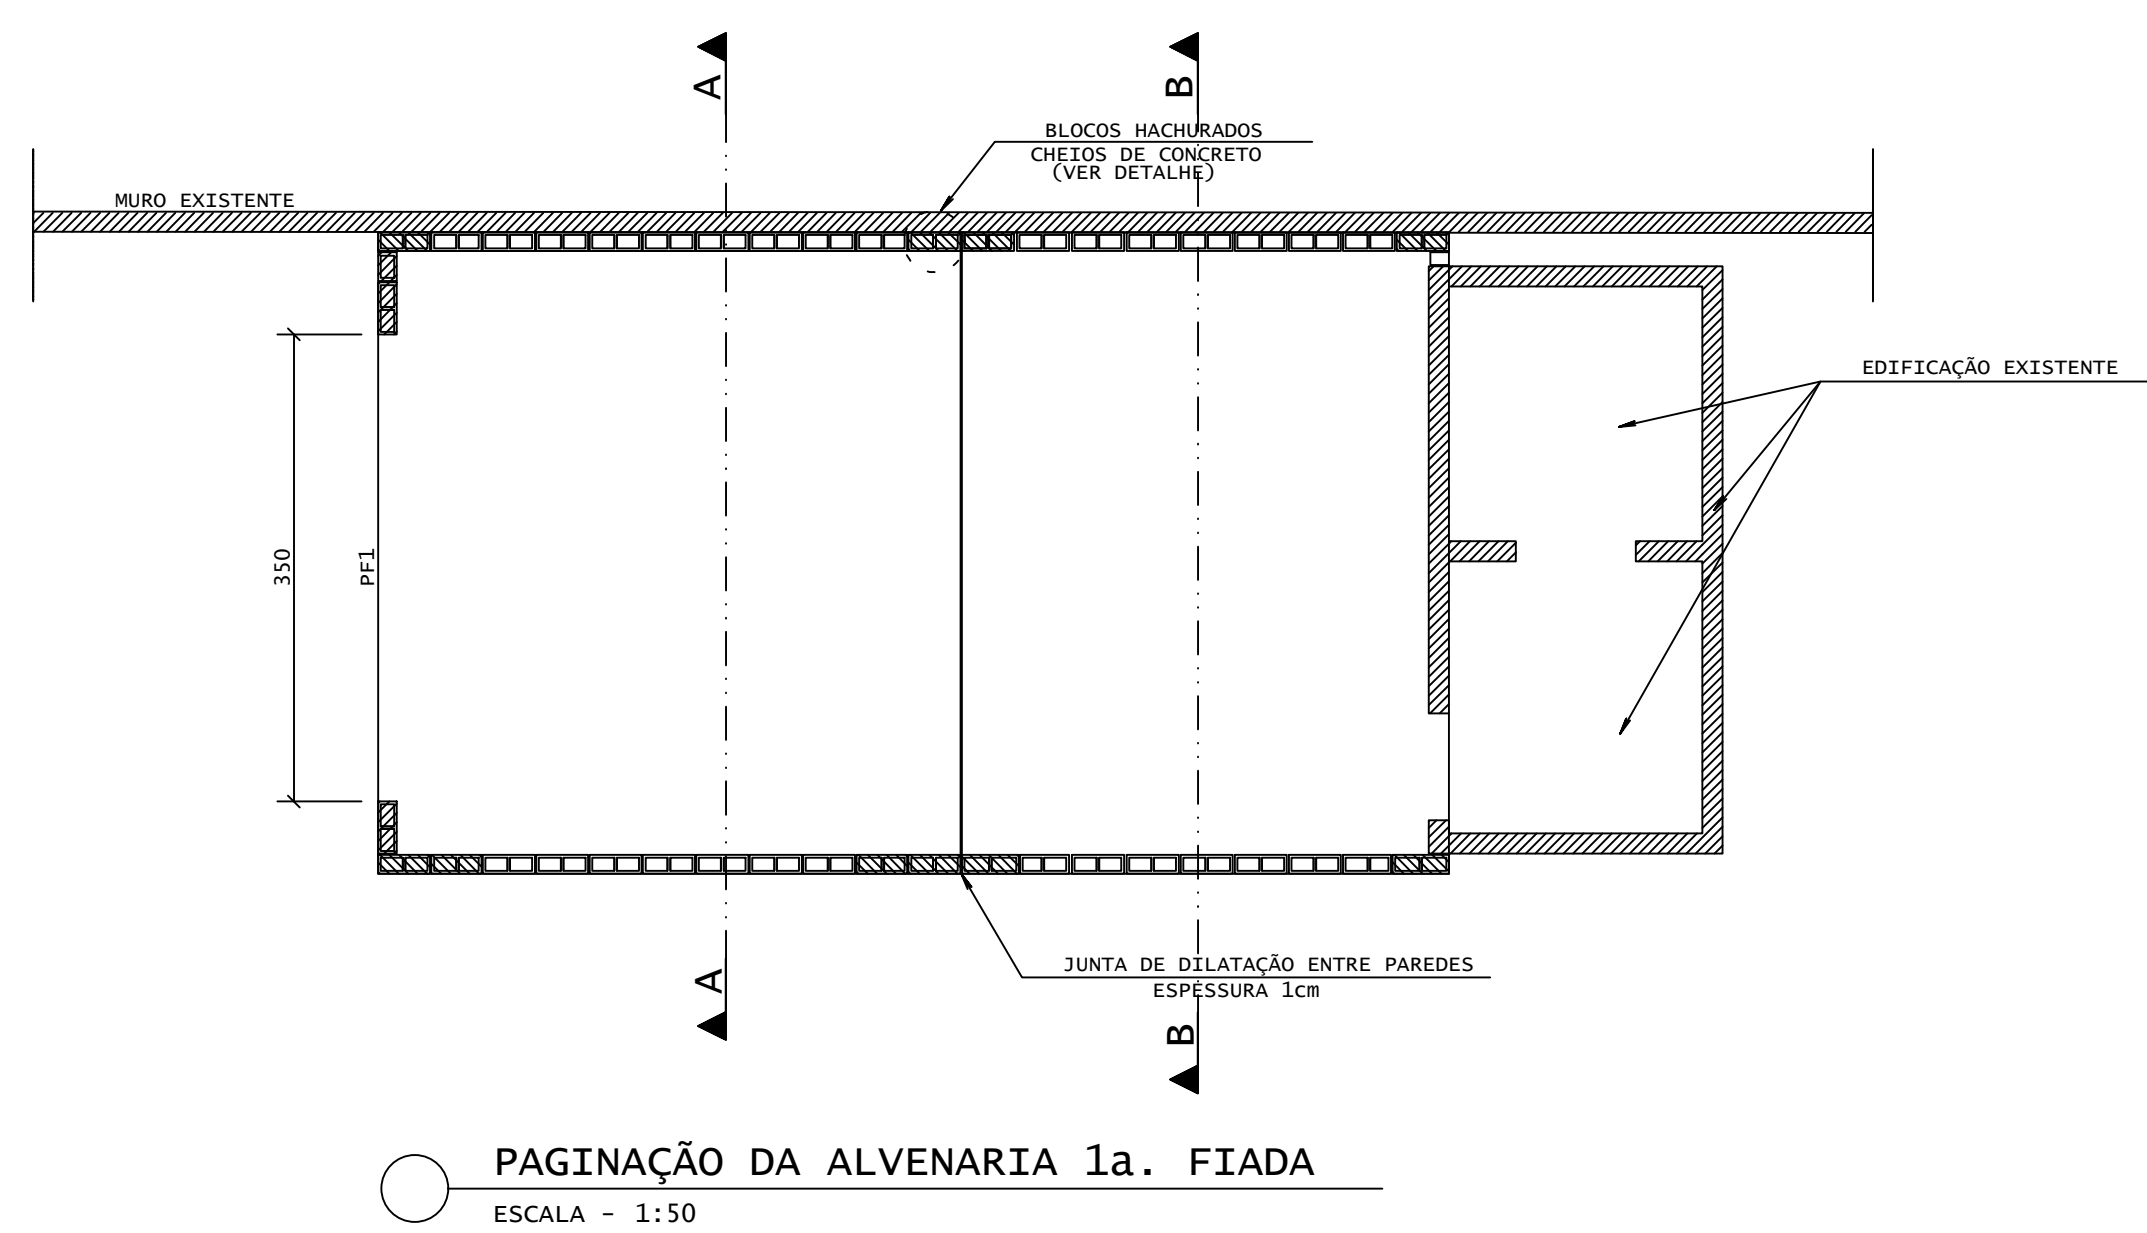 A
B
BLOCOS HACHURADOS
CHEIOS DE CONCRETO
(VER DETALHE)
MURO EXISTENTE
EDIFICAÇÃO EXISTENTE
350
PF1
JUNTA DE DILATAÇÃO ENTRE PAREDES
ESPESSURA 1cm
A
B
PAGINAÇÃO DA ALVENARIA 1a. FIADA
ESCALA - 1:50